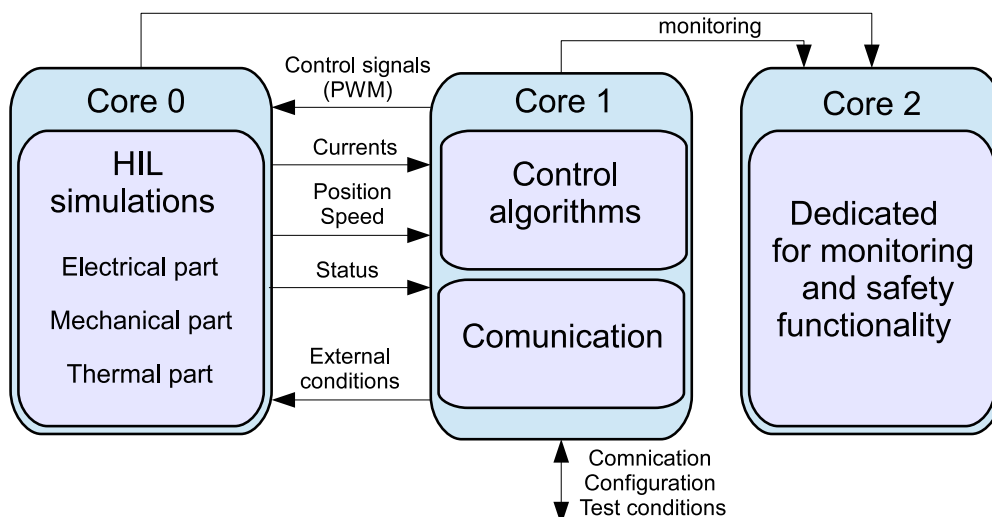 monitoring
Core 0
HIL
simulations
Electrical part
Mechanical part
Thermal part
Control signals
(PWM)
Currents
Position
Speed
Status
External
conditions
Core 1
Control
algorithms
Comunication
Comnication
Configuration
Test conditions
Core 2
Dedicated
for monitoring
and safety
functionality